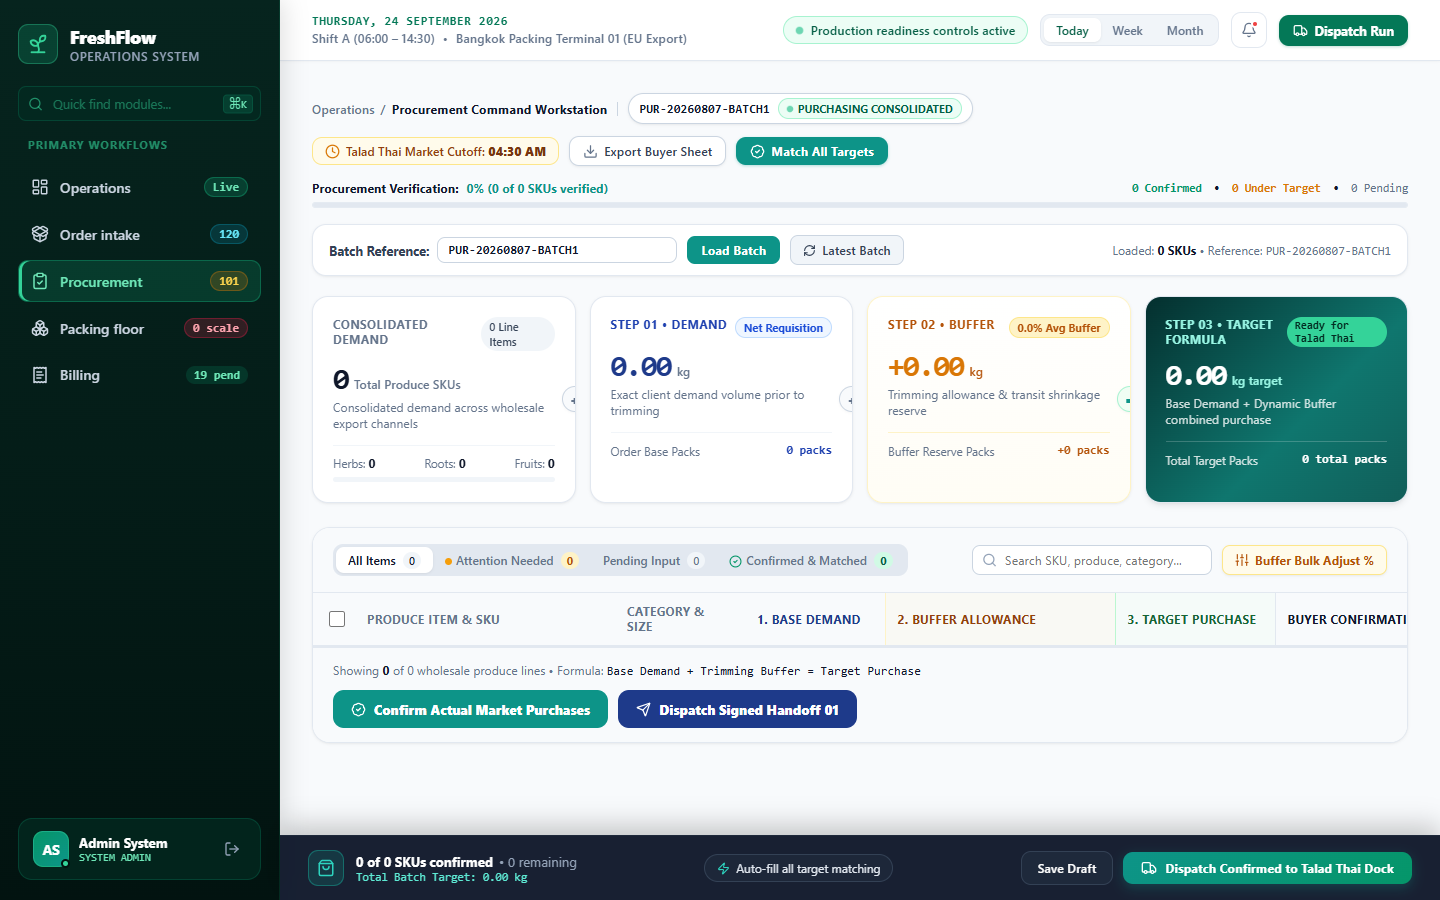 FreshFlow
OPERATIONS SYSTEM
Quick find modules...
⌘K
PRIMARY WORKFLOWS
Operations
Live
Order intake
120
Procurement
101
Packing floor
0 scale
Billing
19 pend
AS
Admin System
SYSTEM ADMIN
THURSDAY, 24 SEPTEMBER 2026
Shift A (06:00 – 14:30) • Bangkok Packing Terminal 01 (EU Export)
Production readiness controls active
Today
Week
Month
Dispatch Run
Operations / Procurement Command Workstation
PUR-20260807-BATCH1
PURCHASING CONSOLIDATED
Talad Thai Market Cutoff: 04:30 AM
Export Buyer Sheet
Match All Targets
Procurement Verification: 0% (0 of 0 SKUs verified)
0 Confirmed • 0 Under Target • 0 Pending
Batch Reference:
PUR-20260807-BATCH1
Load Batch
Latest Batch
Loaded: 0 SKUs • Reference: PUR-20260807-BATCH1
CONSOLIDATED
DEMAND
0 Line
Items
0 Total Produce SKUs
Consolidated demand across wholesale
export channels
Herbs: 0
Roots: 0
Fruits: 0
STEP 01 • DEMAND
Net Requisition
0.00 kg
Exact client demand volume prior to
trimming
Order Base Packs
0 packs
STEP 02 • BUFFER
0.0% Avg Buffer
+0.00 kg
Trimming allowance & transit shrinkage
reserve
Buffer Reserve Packs
+0 packs
STEP 03 • TARGET
FORMULA
Ready for
Talad Thai
0.00 kg target
Base Demand + Dynamic Buffer
combined purchase
Total Target Packs
0 total packs
All Items 0
Attention Needed 0
Pending Input 0
Confirmed & Matched 0
Search SKU, produce, category...
Buffer Bulk Adjust %
PRODUCE ITEM & SKU
CATEGORY &
SIZE
1. BASE DEMAND
2. BUFFER ALLOWANCE
3. TARGET PURCHASE
BUYER CONFIRMATI
Showing 0 of 0 wholesale produce lines • Formula: Base Demand + Trimming Buffer = Target Purchase
Confirm Actual Market Purchases
Dispatch Signed Handoff 01
0 of 0 SKUs confirmed • 0 remaining
Total Batch Target: 0.00 kg
Auto-fill all target matching
Save Draft
Dispatch Confirmed to Talad Thai Dock